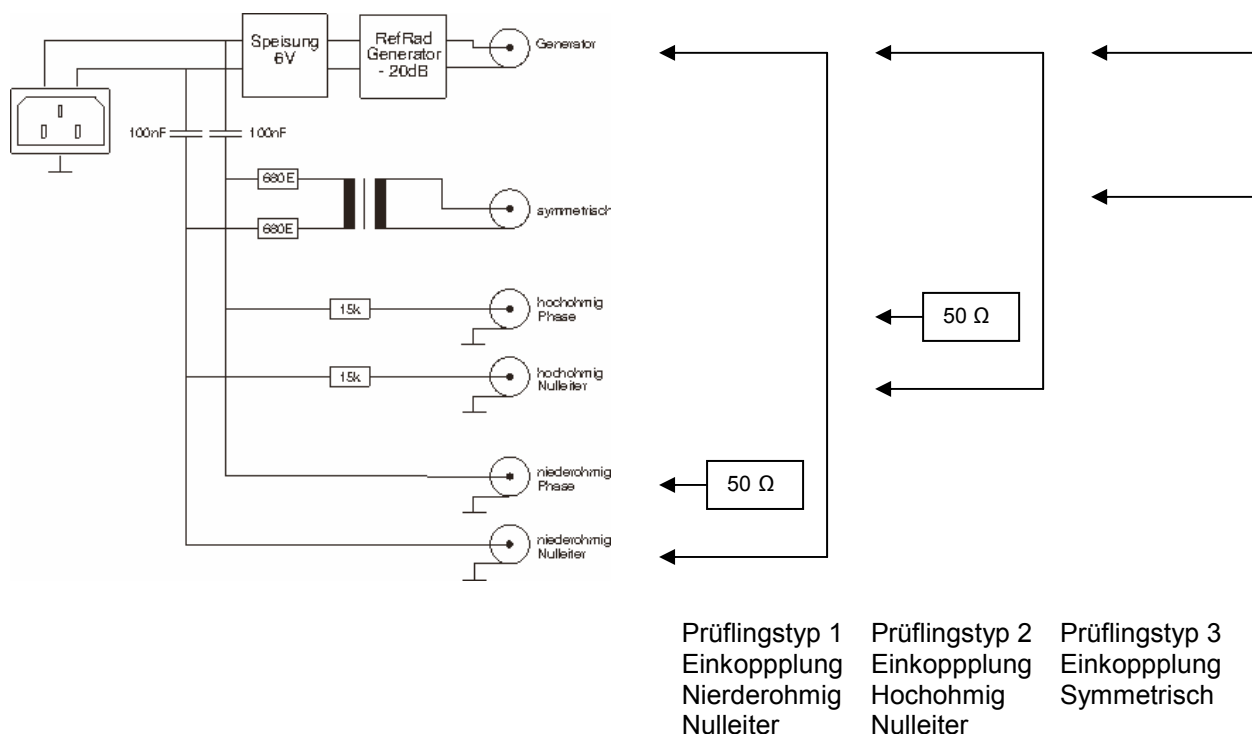 Speisung
6V
RefRad
Generator
- 20dB
Generator
100nF
100nF
680E
680E
symmetrisch
15k
hochohmig
Phase
50 Ω
15k
hochohmig
Nulleiter
niederohmig
Phase
50 Ω
niederohmig
Nulleiter
Prüflingstyp 1
Einkoppplung
Nierderohmig
Nulleiter
Prüflingstyp 2
Einkoppplung
Hochohmig
Nulleiter
Prüflingstyp 3
Einkoppplung
Symmetrisch